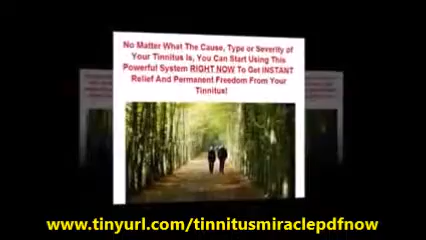 No Matter What The Cause, Type or Severity of
Your Tinnitus Is, You Can Start Using This
Powerful System RIGHT NOW To Get INSTANT
Relief And Permanent Freedom From Your
Tinnitus!
www.tinyurl.com/tinnitusmiraclepdfnow